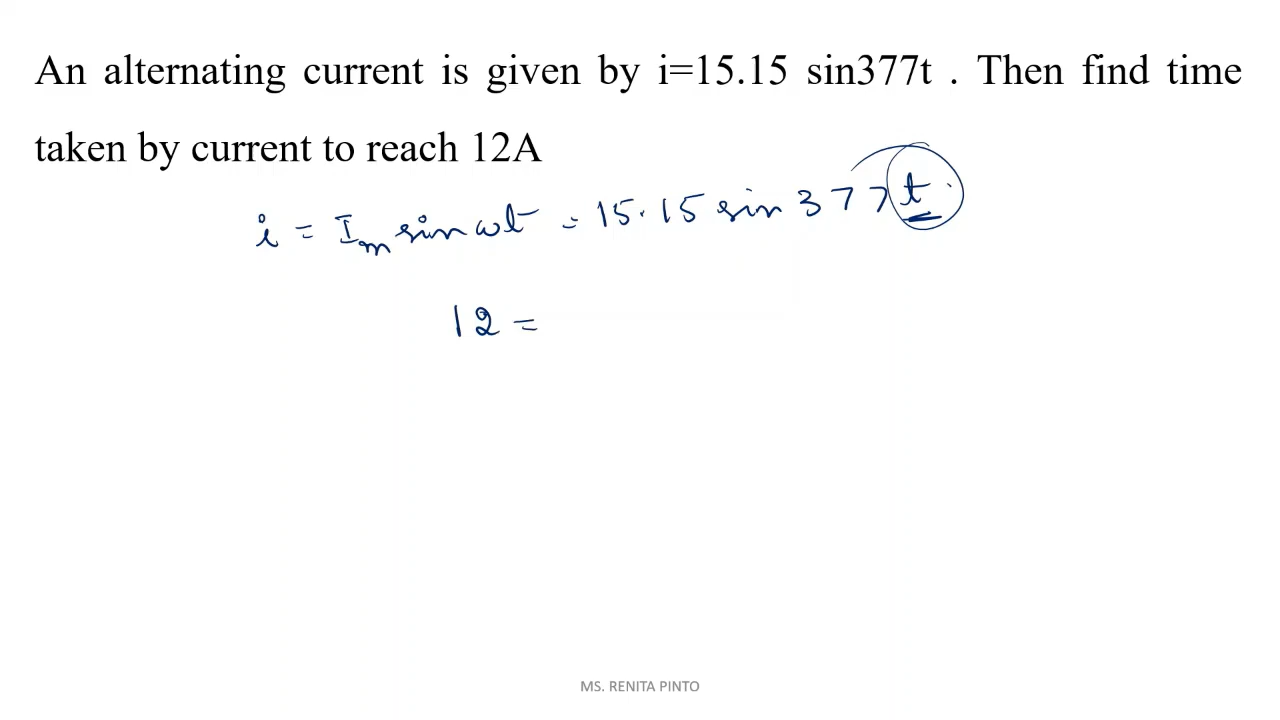 An alternating current is given by i=15.15 sin377t . Then find time
taken by current to reach 12A
i = Im sin ωt = 15.15 sin 377t
12 =
MS. RENITA PINTO